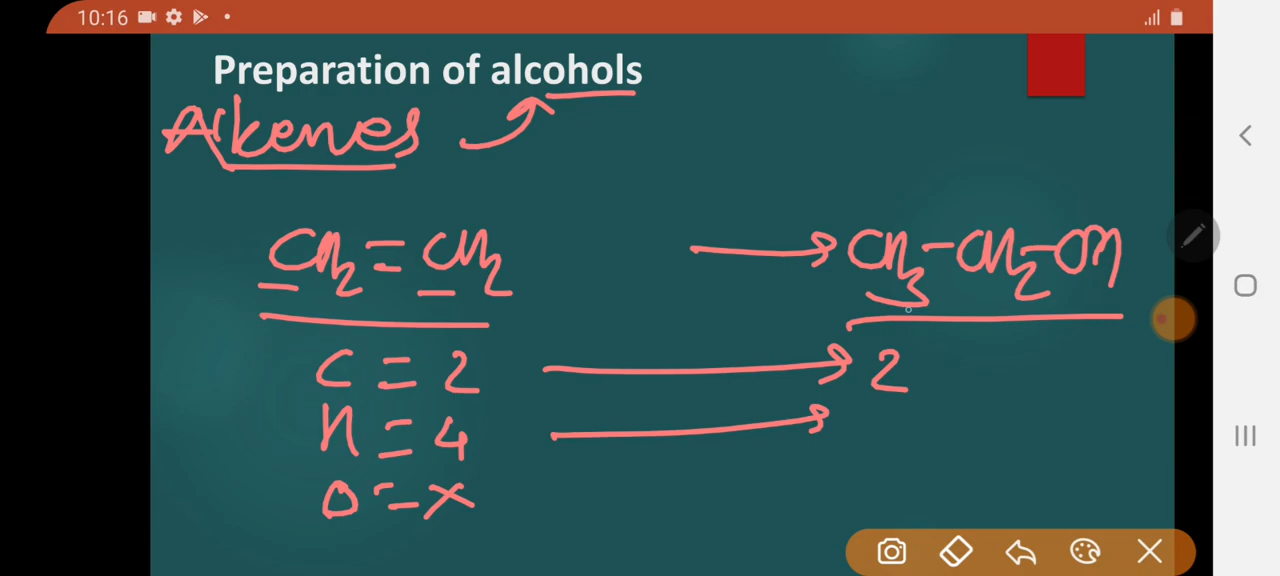 10:16
Preparation of alcohols
Alkenes
CH2=CH2 → CH3-CH2-OH
C = 2 → 2
H = 4 →
O = x